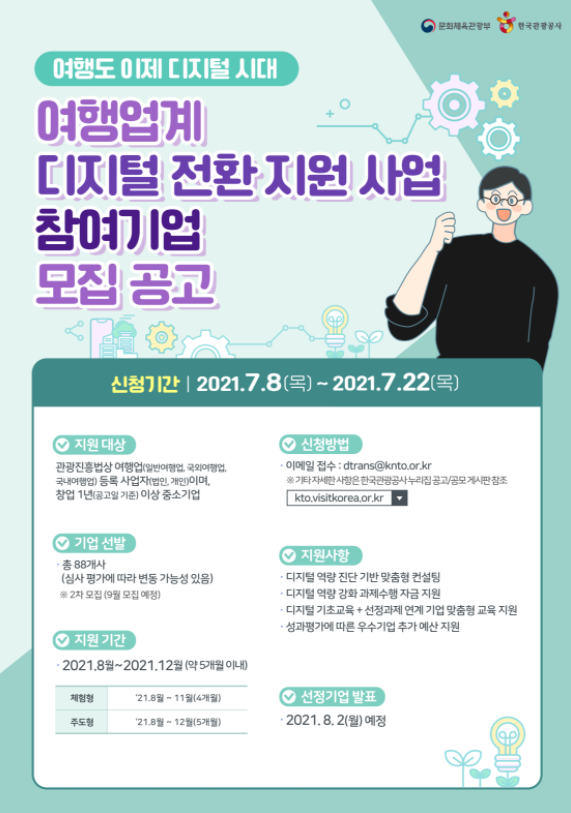 문화체육관광부 한국관광공사
여행도 이제 디지털 시대
여행업계
디지털 전환 지원 사업
참여기업
모집 공고
신청기간 | 2021.7.8(목) ~ 2021.7.22(목)
지원 대상
관광진흥법상 여행업(일반여행업, 국외여행업,
국내여행업) 등록 사업자(법인, 개인)이며,
창업 1년(공고일 기준) 이상 중소기업
기업 선발
· 총 88개사
(심사 평가에 따라 변동 가능성 있음)
※ 2차 모집 (9월 모집 예정)
지원 기간
· 2021.8월~2021.12월 (약 5개월 이내)
체험형 '21.8월 ~ 11월(4개월)
주도형 '21.8월 ~ 12월(5개월)
신청방법
· 이메일 접수 : dtrans@knto.or.kr
※ 기타 자세한 사항은 한국관광공사 누리집 공고/공모 게시판 참조
kto.visitkorea.or.kr
지원사항
· 디지털 역량 진단 기반 맞춤형 컨설팅
· 디지털 역량 강화 과제수행 자금 지원
· 디지털 기초교육 + 선정과제 연계 기업 맞춤형 교육 지원
· 성과평가에 따른 우수기업 추가 예산 지원
선정기업 발표
· 2021. 8. 2(월) 예정